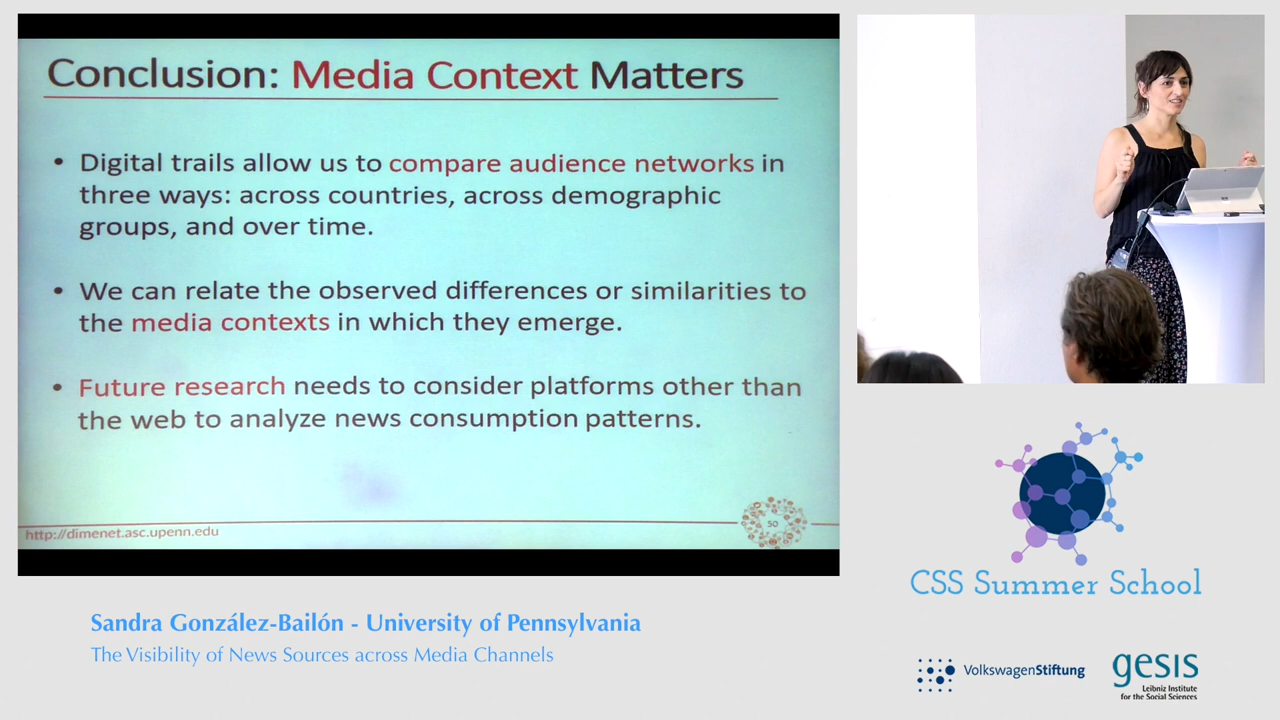 Conclusion: Media Context Matters
• Digital trails allow us to compare audience networks in
three ways: across countries, across demographic
groups, and over time.
• We can relate the observed differences or similarities to
the media contexts in which they emerge.
• Future research needs to consider platforms other than
the web to analyze news consumption patterns.
http://dimenet.asc.upenn.edu
50
Sandra González-Bailón - University of Pennsylvania
The Visibility of News Sources across Media Channels
CSS Summer School
VolkswagenStiftung
gesis
Leibniz Institute
for the Social Sciences